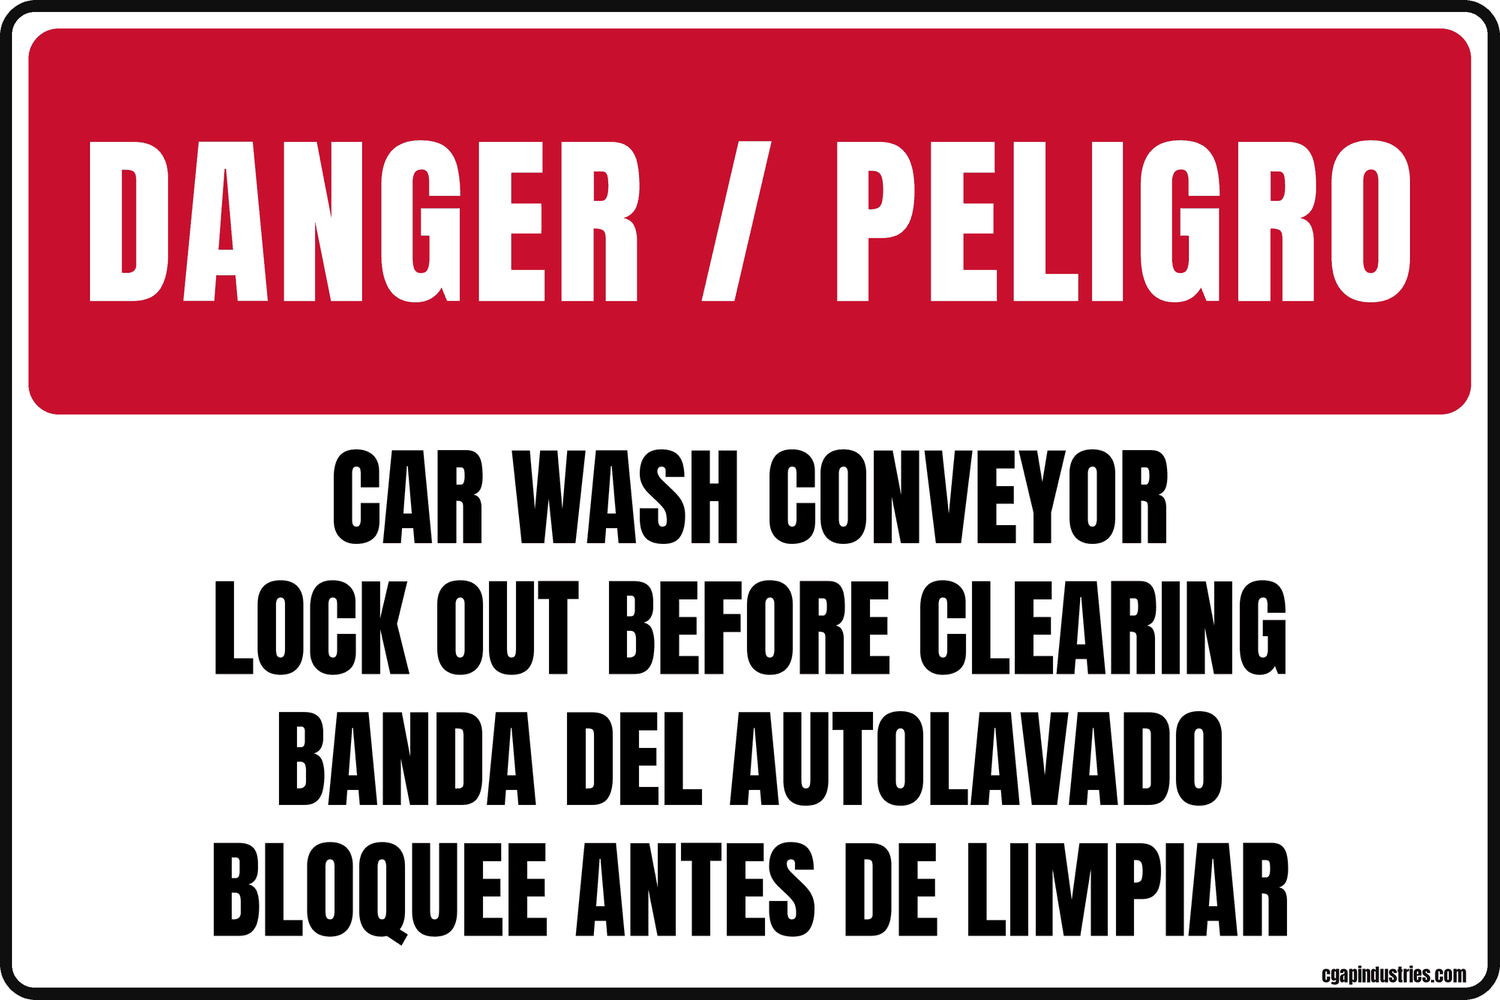 DANGER / PELIGRO
CAR WASH CONVEYOR
LOCK OUT BEFORE CLEARING
BANDA DEL AUTOLAVADO
BLOQUEE ANTES DE LIMPIAR
cgapindustries.com